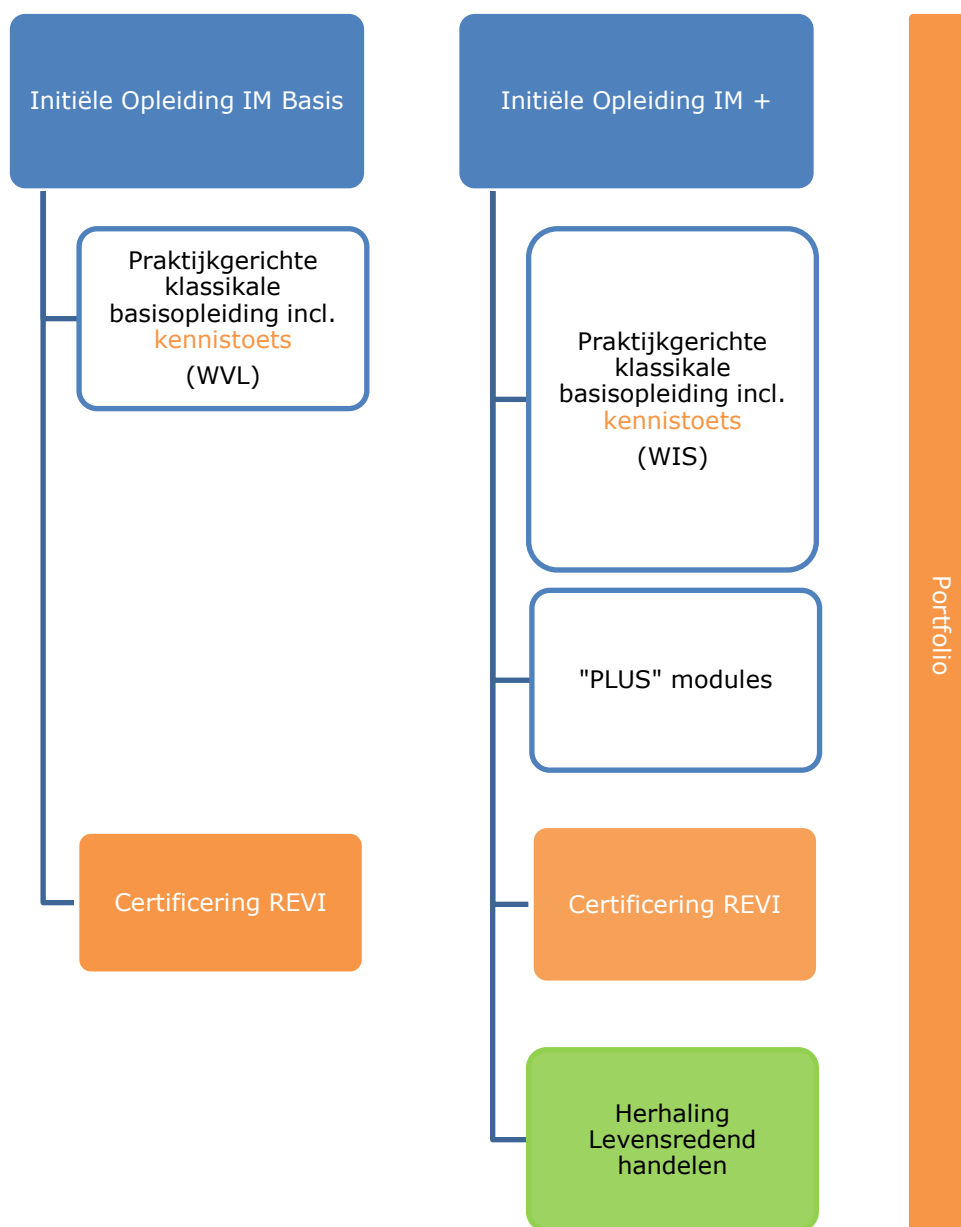 Initiële Opleiding IM Basis
Praktijkgerichte
klassikale
basisopleiding incl.
kennistoets
(WVL)
Certificering REVI
Initiële Opleiding IM +
Praktijkgerichte
klassikale
basisopleiding incl.
kennistoets
(WIS)
"PLUS" modules
Certificering REVI
Herhaling
Levensredend
handelen
Portfolio